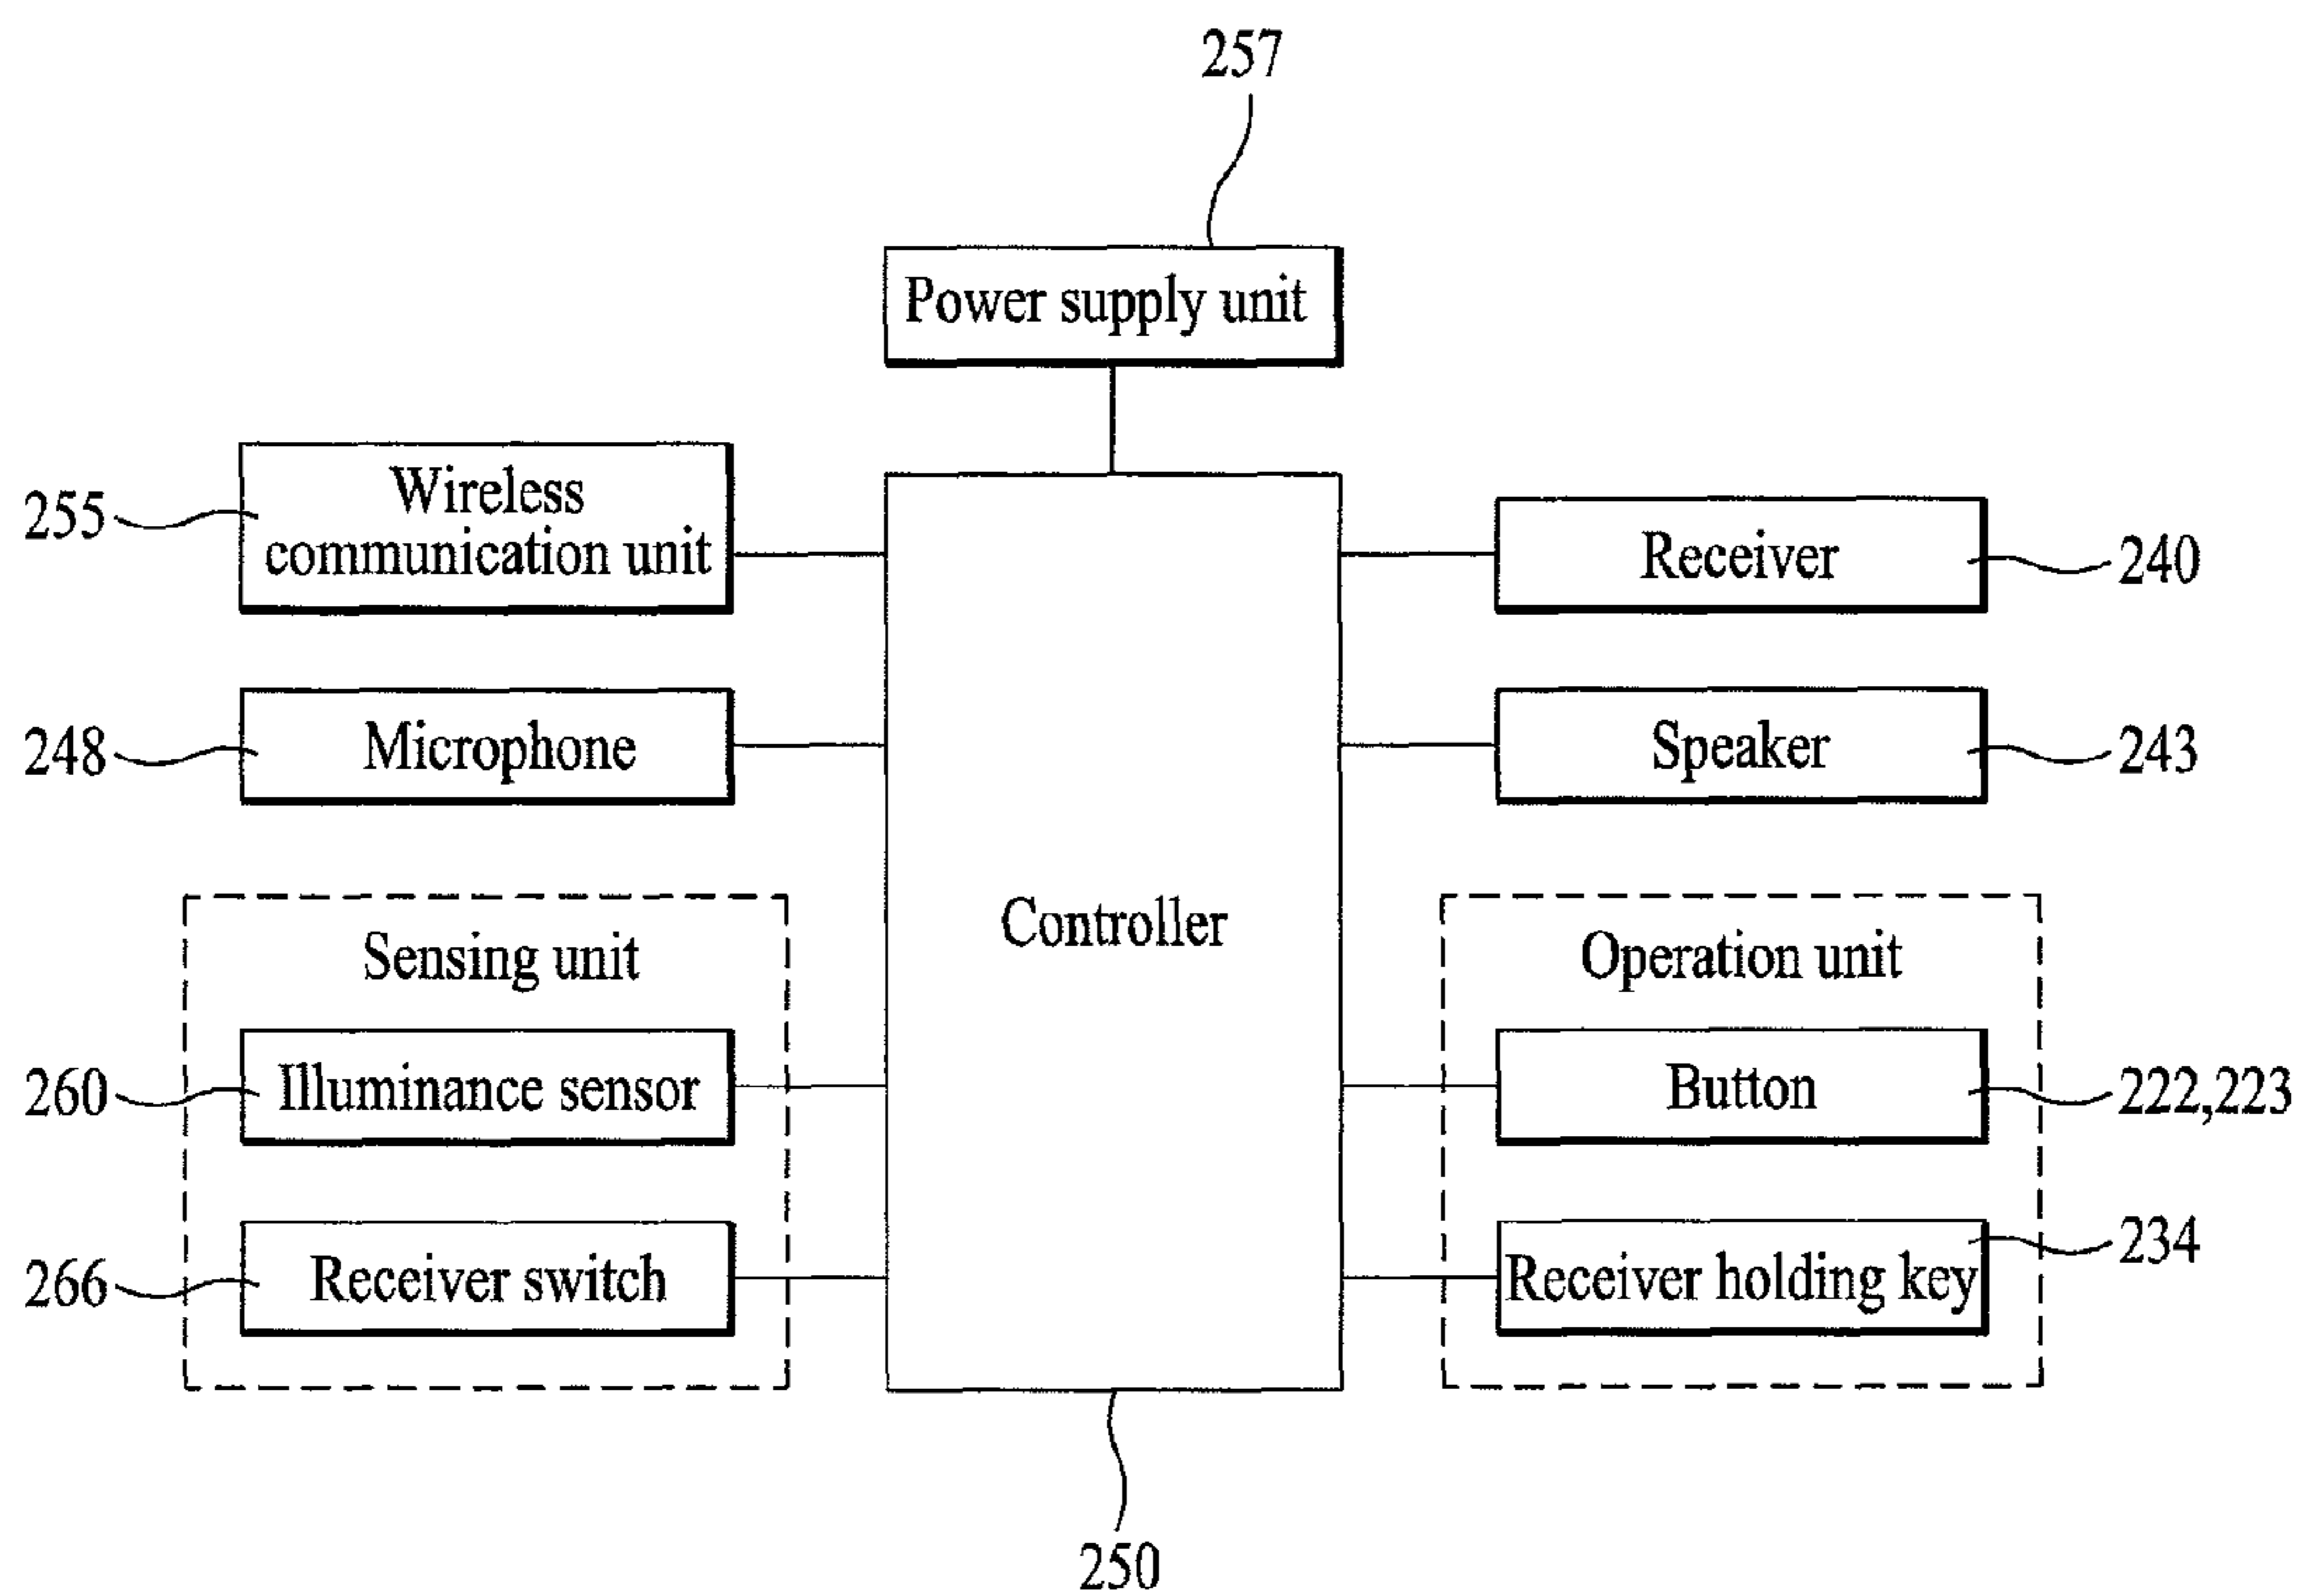 257
Power supply unit
Wireless
communication unit
255
Receiver
240
Microphone
248
Speaker
243
Controller
Sensing unit
Operation unit
Illuminance sensor
260
Button
222,223
Receiver switch
266
Receiver holding key
234
250